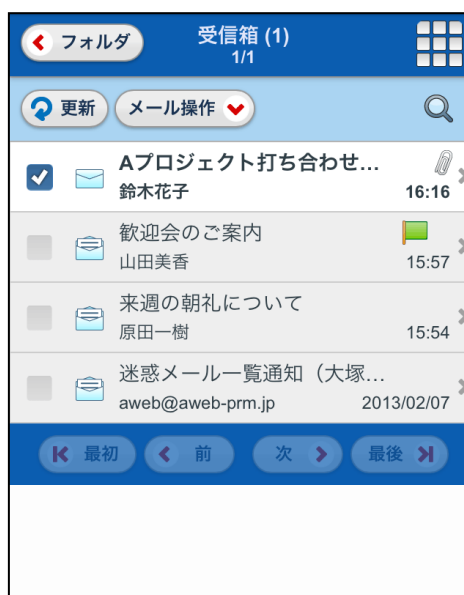 フォルダ
受信箱 (1)
1/1
更新
メール操作
Aプロジェクト打ち合わせ...
鈴木花子
16:16
歓迎会のご案内
山田美香
15:57
来週の朝礼について
原田一樹
15:54
迷惑メール一覧通知（大塚...
aweb@aweb-prm.jp
2013/02/07
最初
前
次
最後